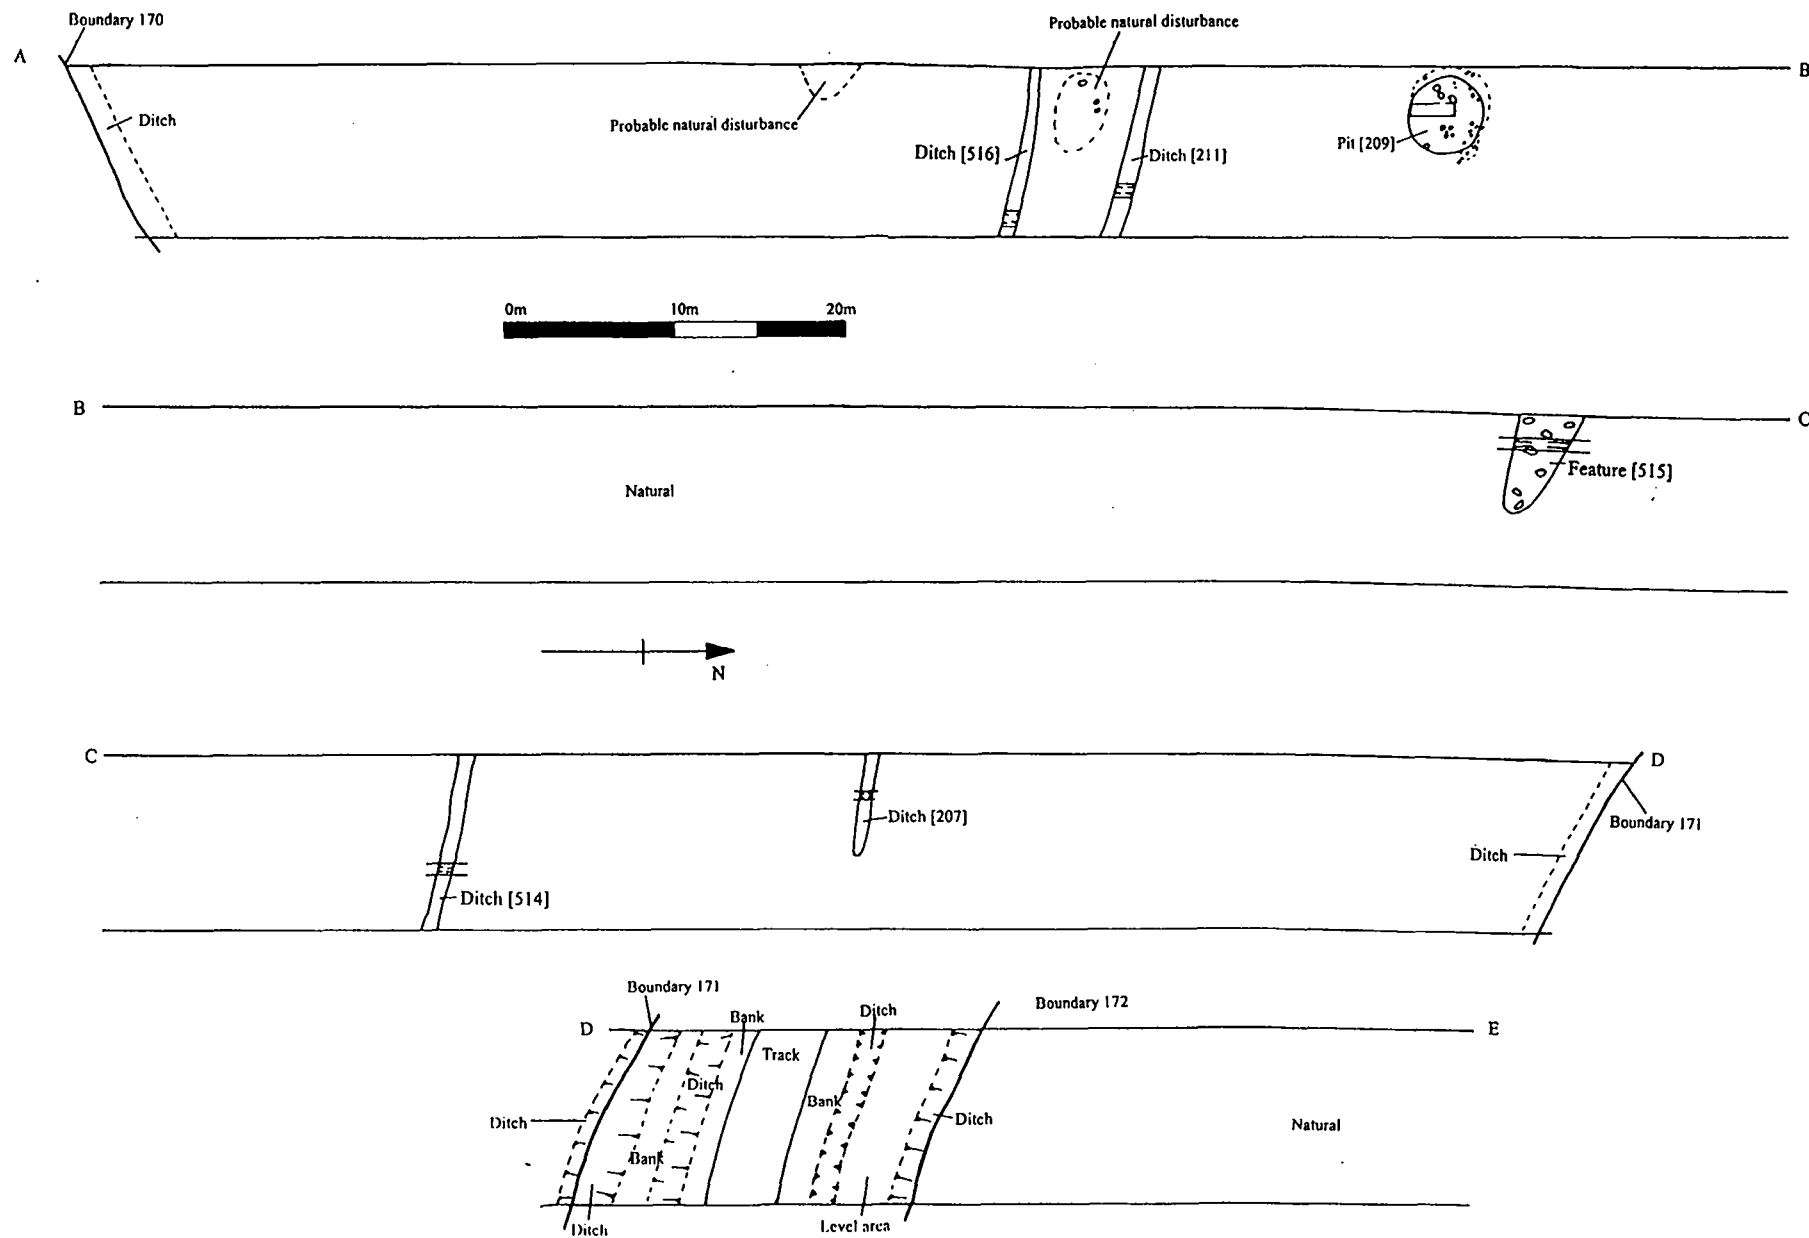 Boundary 170
Probable natural disturbance
A
B
Ditch
Probable natural disturbance
Ditch [516]
Ditch [211]
Pit [209]
0m 10m 20m
B
C
Feature [515]
Natural
N
C
D
Ditch [207]
Boundary 171
Ditch
Ditch [514]
Boundary 171
Boundary 172
Bank
Ditch
D
E
Track
Ditch
Bank
Ditch
Ditch
Natural
Bank
Level area
Ditch